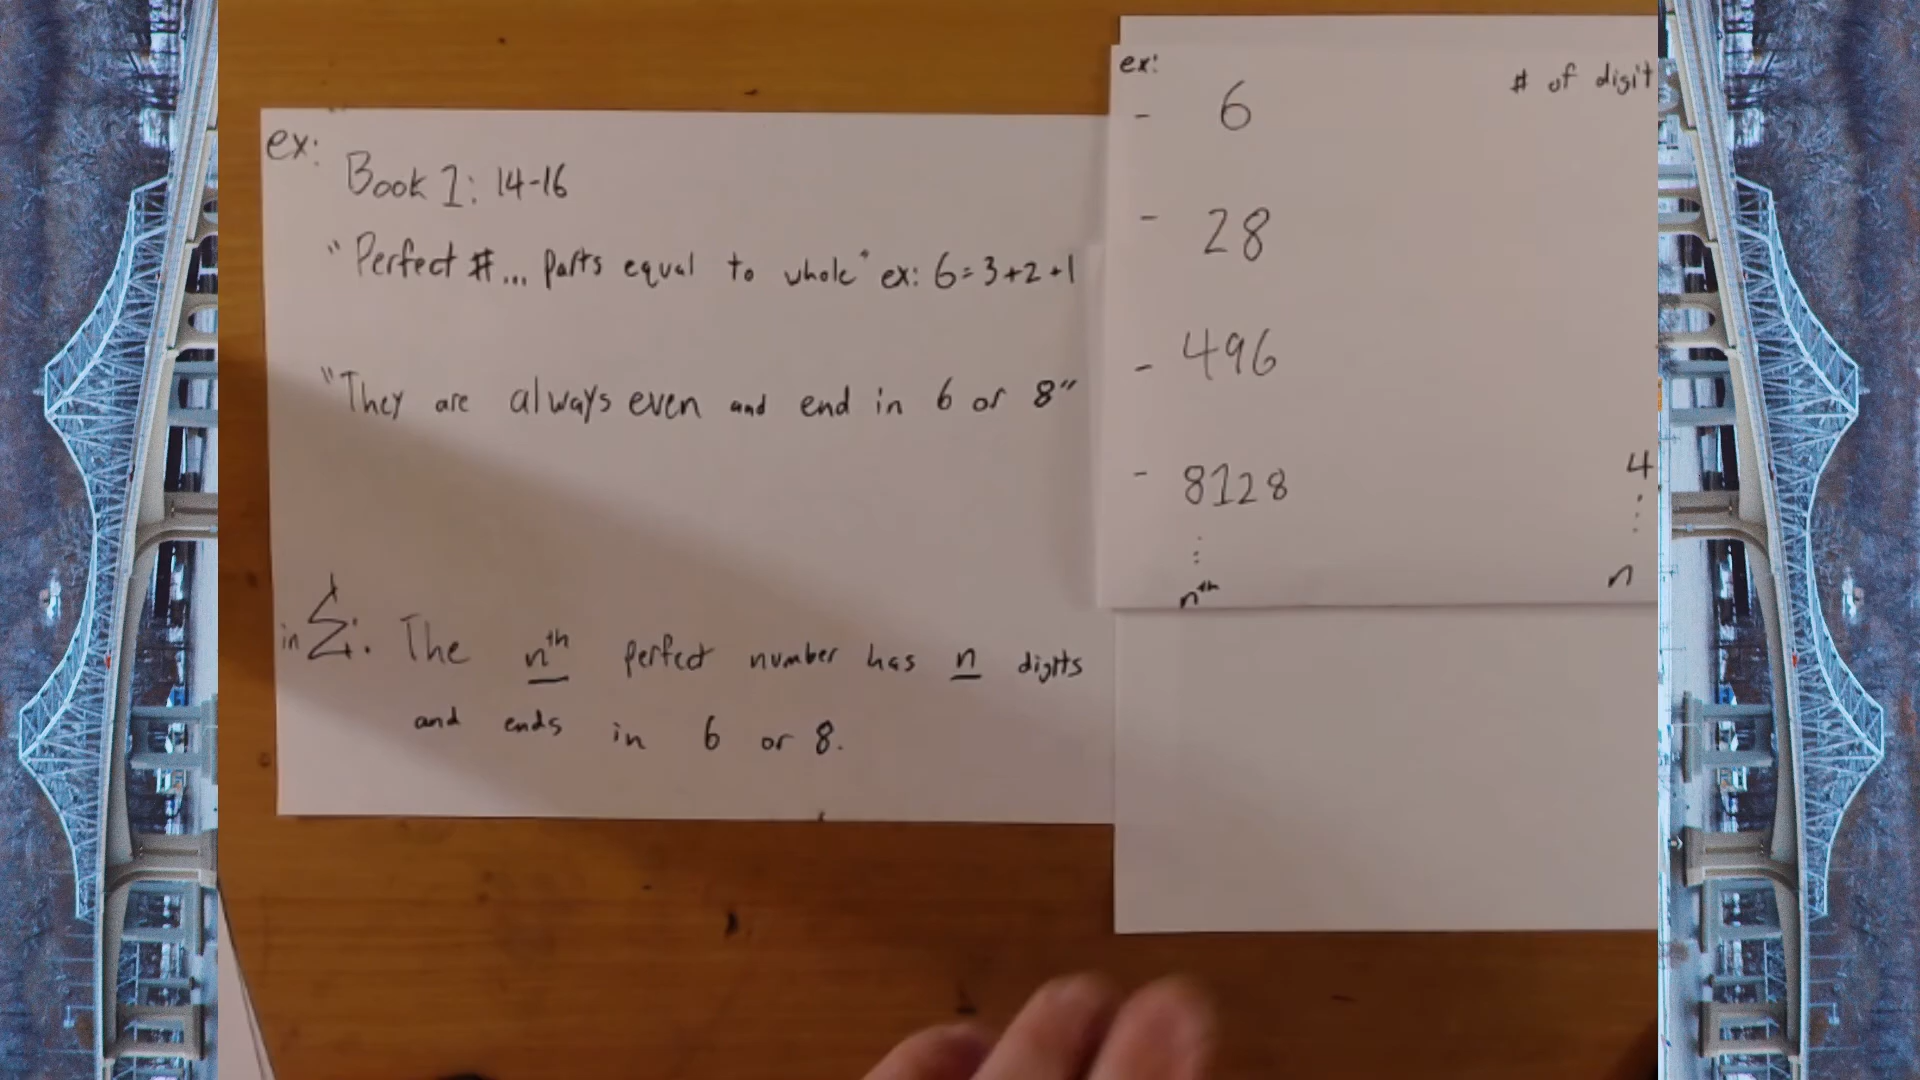 ex:
Book 1: 14-16
"Perfect #... parts equal to whole" ex: 6=3+2+1
"They are always even and end in 6 or 8"
in Σ: The nth perfect number has n digits
and ends in 6 or 8.
ex:
# of digit
- 6
- 28
- 496
- 8128 4
⋮ ⋮
nth n